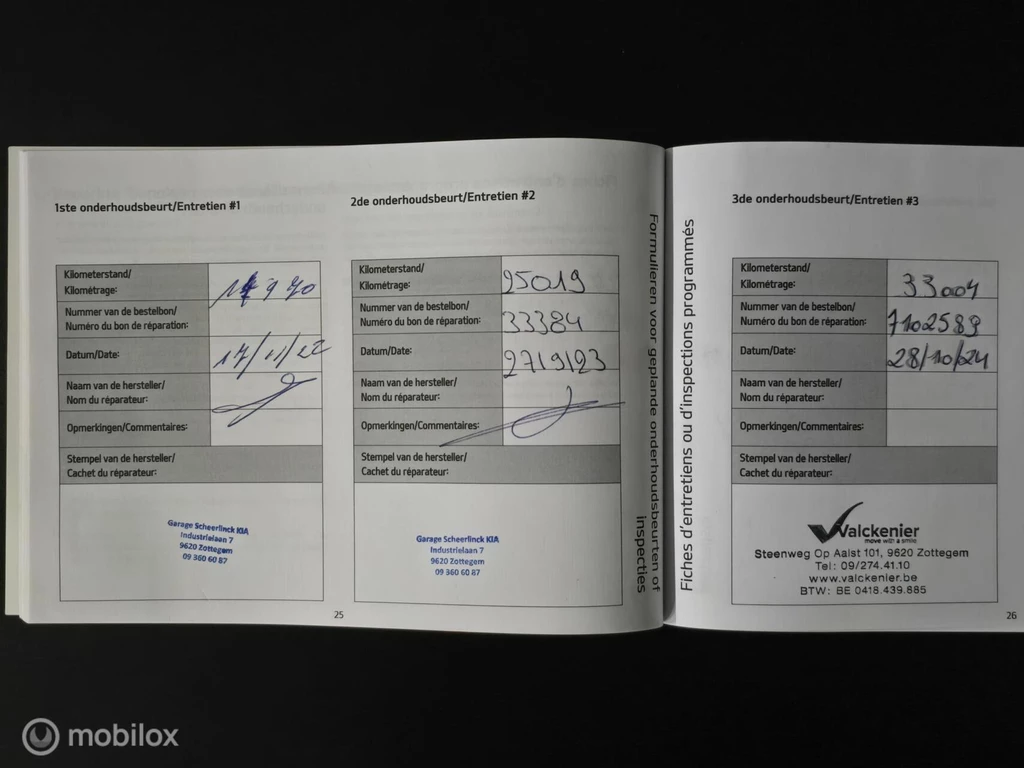 1ste onderhoudsbeurt/Entretien #1
Kilometerstand/
Kilométrage:
Nummer van de bestelbon/
Numéro du bon de réparation:
Datum/Date: 17/11/22
Naam van de hersteller/
Nom du réparateur:
Opmerkingen/Commentaires:
Stempel van de hersteller/
Cachet du réparateur:
Garage Scheerlinck KIA
Industrielaan 7
9620 Zottegem
09 360 60 87
2de onderhoudsbeurt/Entretien #2
Kilometerstand/
Kilométrage: 25019
Nummer van de bestelbon/
Numéro du bon de réparation: 33384
Datum/Date: 27/9/23
Naam van de hersteller/
Nom du réparateur:
Opmerkingen/Commentaires:
Stempel van de hersteller/
Cachet du réparateur:
Garage Scheerlinck KIA
Industrielaan 7
9620 Zottegem
09 360 60 87
25
Formulieren voor geplande onderhoudsbeurten of
inspecties
Fiches d'entretiens ou d'inspections programmés
3de onderhoudsbeurt/Entretien #3
Kilometerstand/
Kilométrage: 33004
Nummer van de bestelbon/
Numéro du bon de réparation: 7102589
Datum/Date: 28/10/24
Naam van de hersteller/
Nom du réparateur:
Opmerkingen/Commentaires:
Stempel van de hersteller/
Cachet du réparateur:
Valckenier
move with a smile
Steenweg Op Aalst 101, 9620 Zottegem
Tel: 09/274.41.10
www.valckenier.be
BTW: BE 0418.439.885
26
mobilox